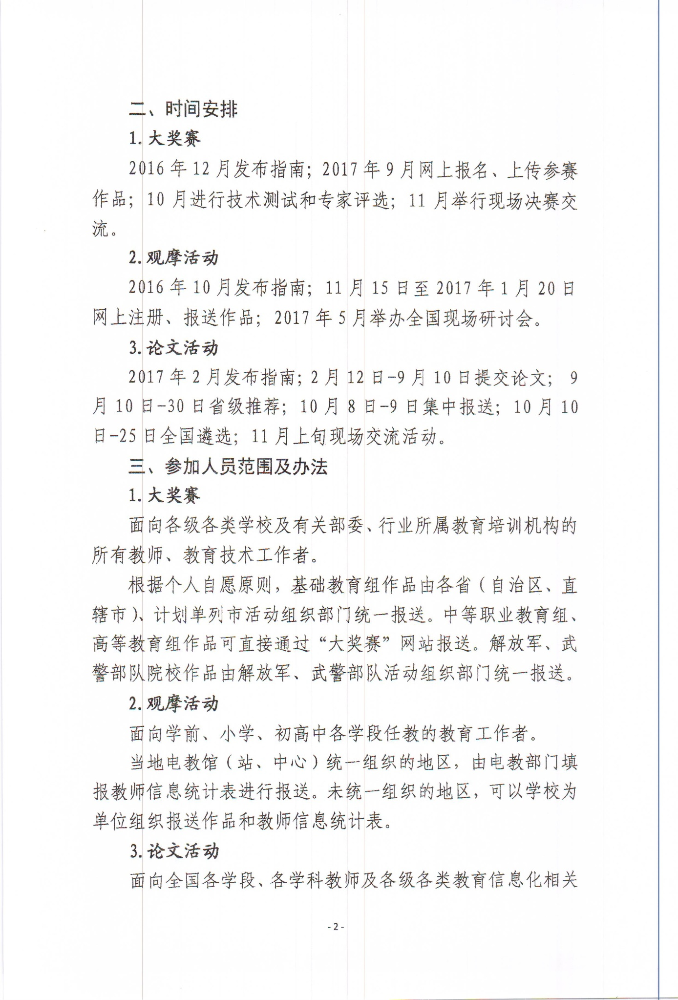 二、时间安排
1.大奖赛
2016 年 12 月发布指南；2017 年 9 月网上报名、上传参赛
作品；10 月进行技术测试和专家评选；11 月举行现场决赛交
流。
2.观摩活动
2016 年 10 月发布指南；11 月 15 日至 2017 年 1 月 20 日
网上注册、报送作品；2017 年 5 月举办全国现场研讨会。
3.论文活动
2017 年 2 月发布指南；2 月 12 日-9 月 10 日提交论文； 9
月 10 日-30 日省级推荐；10 月 8 日-9 日集中报送；10 月 10
日-25 日全国遴选；11 月上旬现场交流活动。
三、参加人员范围及办法
1.大奖赛
面向各级各类学校及有关部委、行业所属教育培训机构的
所有教师、教育技术工作者。
根据个人自愿原则，基础教育组作品由各省（自治区、直
辖市）、计划单列市活动组织部门统一报送。中等职业教育组、
高等教育组作品可直接通过“大奖赛”网站报送。解放军、武
警部队院校作品由解放军、武警部队活动组织部门统一报送。
2.观摩活动
面向学前、小学、初高中各学段任教的教育工作者。
当地电教馆（站、中心）统一组织的地区，由电教部门填
报教师信息统计表进行报送。未统一组织的地区，可以学校为
单位组织报送作品和教师信息统计表。
3.论文活动
面向全国各学段、各学科教师及各级各类教育信息化相关
- 2 -